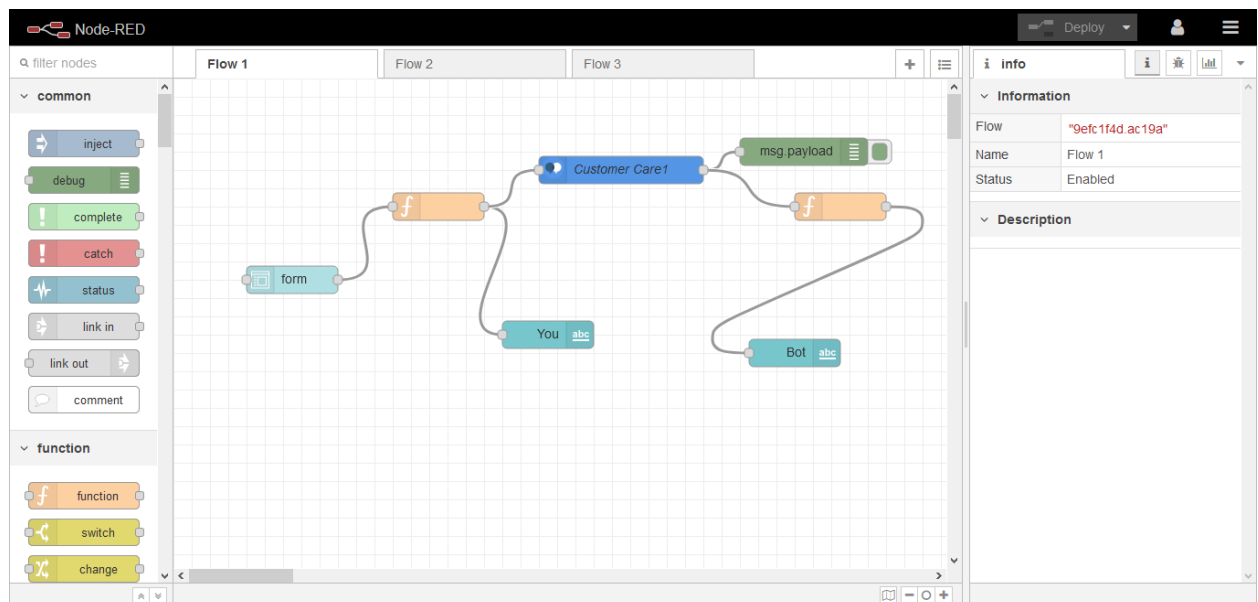 Node-RED
Deploy
filter nodes
Flow 1
Flow 2
Flow 3
i info
i
common
inject
debug
complete
catch
status
link in
link out
comment
function
function
switch
change
form
f
You abc
Customer Care1
msg.payload
f
Bot abc
Information
Flow "9efc1f4d.ac19a"
Name Flow 1
Status Enabled
Description